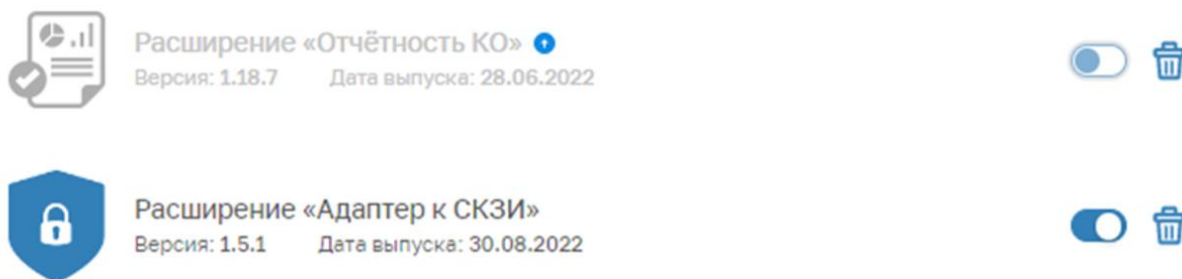 Расширение «Отчётность КО»
Версия: 1.18.7 Дата выпуска: 28.06.2022
Расширение «Адаптер к СКЗИ»
Версия: 1.5.1 Дата выпуска: 30.08.2022